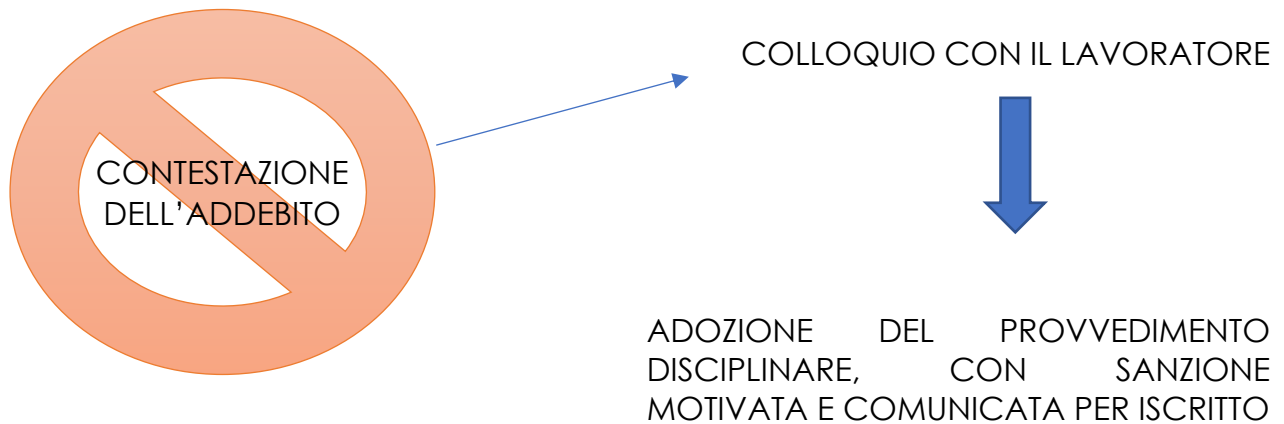 CONTESTAZIONE
DELL’ADDEBITO
COLLOQUIO CON IL LAVORATORE
ADOZIONE DEL PROVVEDIMENTO
DISCIPLINARE, CON SANZIONE
MOTIVATA E COMUNICATA PER ISCRITTO